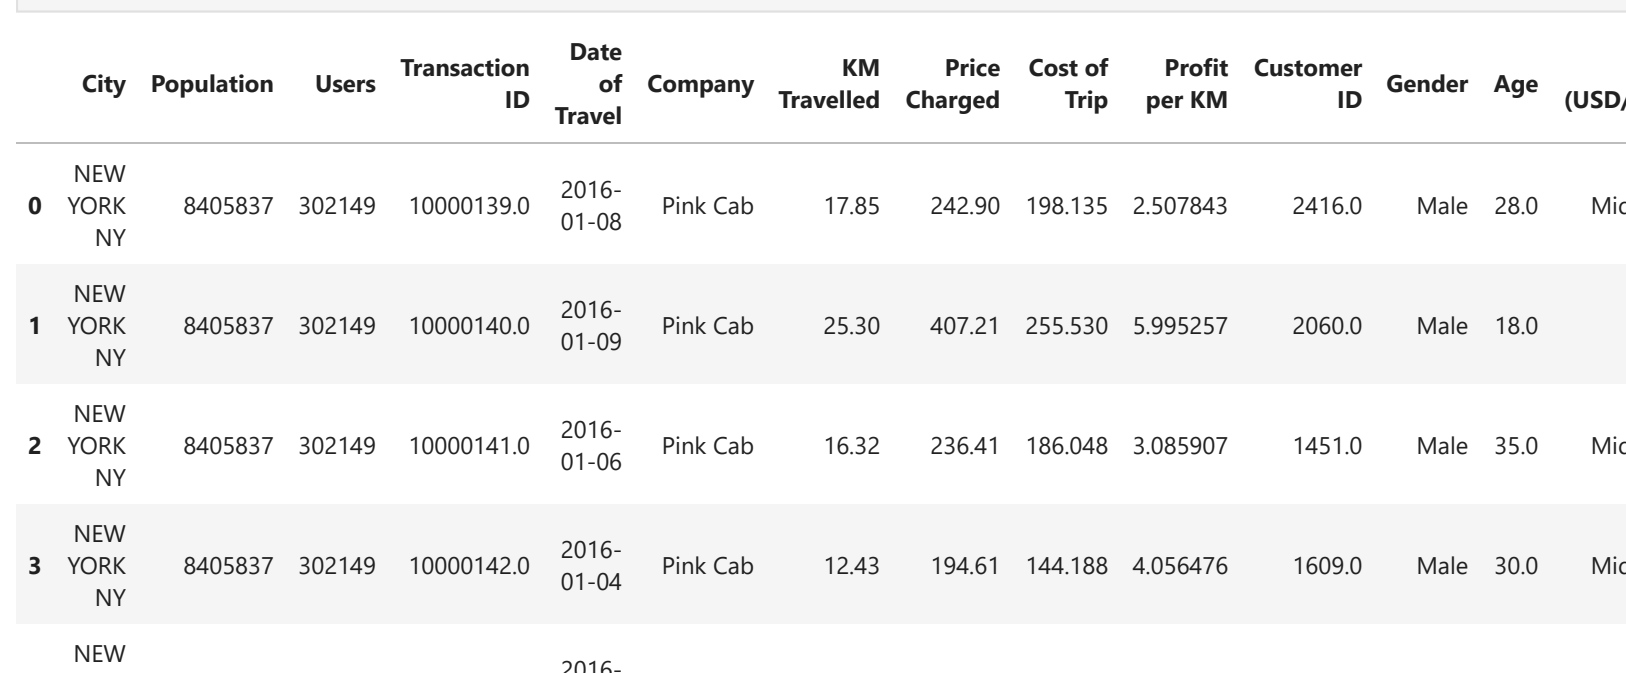 City Population Users Transaction ID Date of Travel Company KM Travelled Price Charged Cost of Trip Profit per KM Customer ID Gender Age (USD/
0 NEW YORK NY 8405837 302149 10000139.0 2016-01-08 Pink Cab 17.85 242.90 198.135 2.507843 2416.0 Male 28.0
1 NEW YORK NY 8405837 302149 10000140.0 2016-01-09 Pink Cab 25.30 407.21 255.530 5.995257 2060.0 Male 18.0
2 NEW YORK NY 8405837 302149 10000141.0 2016-01-06 Pink Cab 16.32 236.41 186.048 3.085907 1451.0 Male 35.0
3 NEW YORK NY 8405837 302149 10000142.0 2016-01-04 Pink Cab 12.43 194.61 144.188 4.056476 1609.0 Male 30.0
NEW 2016-